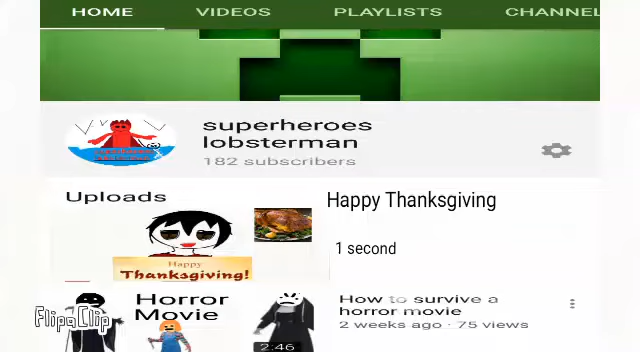 HOME VIDEOS PLAYLISTS CHANNEL
superheroes
lobsterman
182 subscribers
Uploads
Happy Thanksgiving
1 second
Happy
Thanksgiving!
Horror
Movie
How to survive a
horror movie
2 weeks ago · 75 views
FlipaClip
2:46